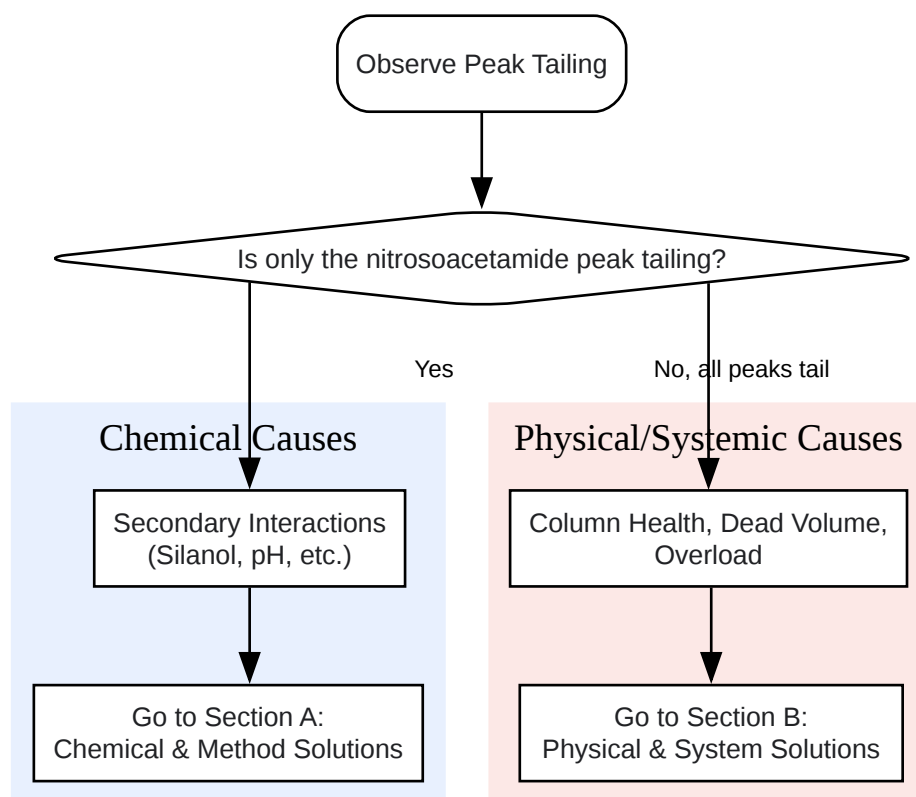 Observe Peak Tailing
Is only the nitrosoacetamide peak tailing?
Yes
No, all peaks tail
Chemical Causes
Physical/Systemic Causes
Secondary Interactions
(Silanol, pH, etc.)
Column Health, Dead Volume,
Overload
Go to Section A:
Chemical & Method Solutions
Go to Section B:
Physical & System Solutions